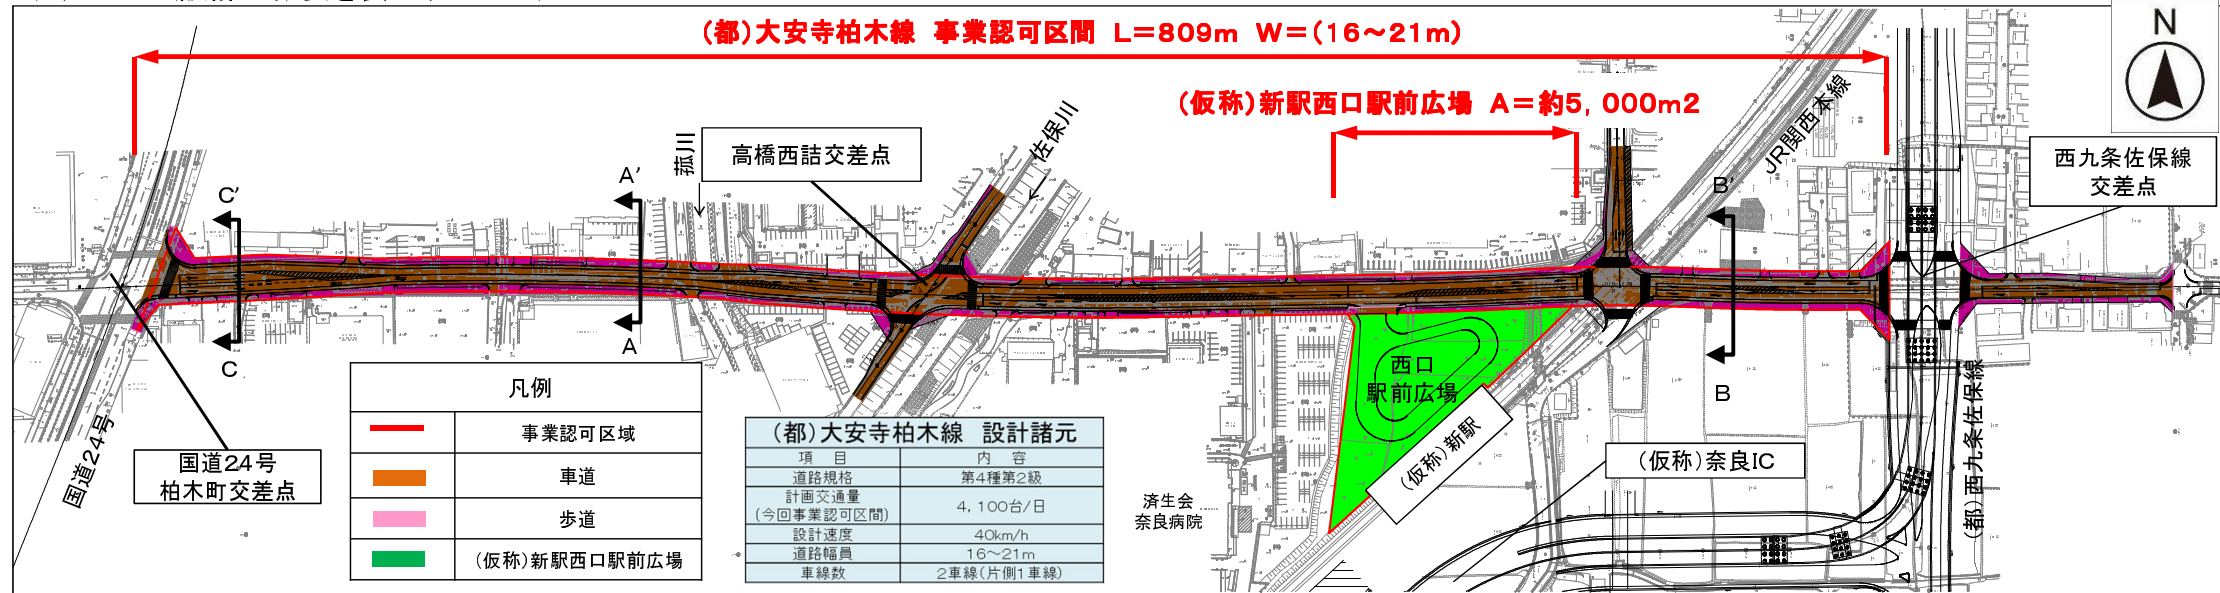 (都)大安寺柏木線 事業認可区間 L=809m W=(16~21m)
N
(仮称)新駅西口駅前広場 A=約5,000m2
JR関西本線
菰川
高橋西詰交差点
佐保川
西九条佐保線
交差点
C'
A'
B'
C
A
B
国道24号
国道24号
柏木町交差点
凡例
事業認可区域
車道
歩道
(仮称)新駅西口駅前広場
(都)大安寺柏木線 設計諸元
項 目 内 容
道路規格 第4種第2級
計画交通量
(今回事業認可区間) 4,100台/日
設計速度 40km/h
道路幅員 16~21m
車線数 2車線(片側1車線)
西口
駅前広場
(仮称)新駅
済生会
奈良病院
(仮称)奈良IC
(都)西九条佐保線